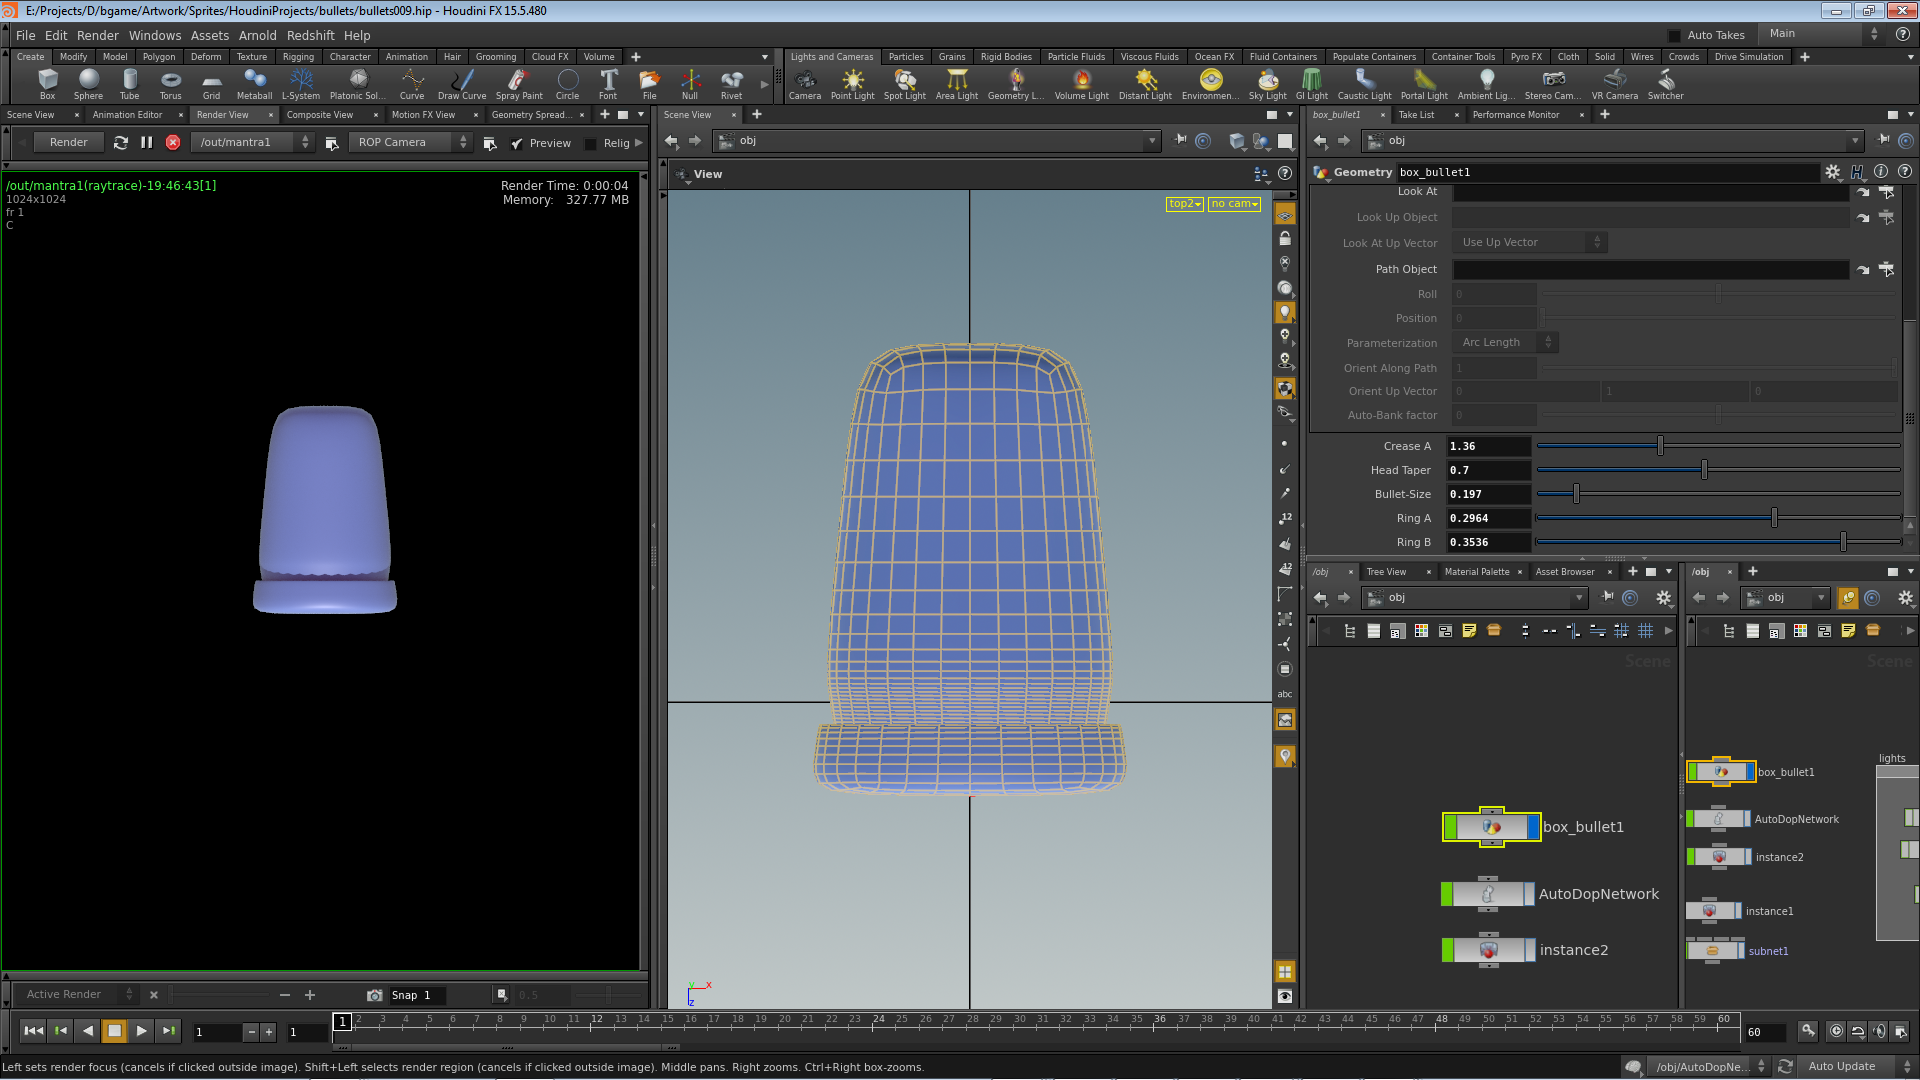 E:/Projects/D/bgame/Artwork/Sprites/HoudiniProjects/bullets/bullets009.hip - Houdini FX 15.5.480
File Edit Render Windows Assets Arnold Redshift Help
Auto Takes Main
Create Modify Model Polygon Deform Texture Rigging Character Animation Hair Grooming Cloud FX Volume
Lights and Cameras Particles Grains Rigid Bodies Particle Fluids Viscous Fluids Ocean FX Fluid Containers Populate Containers Container Tools Pyro FX Cloth Solid Wires Crowds Drive Simulation
Box Sphere Tube Torus Grid Metaball L-System Platonic Sol... Curve Draw Curve Spray Paint Circle Font File Null Rivet
Camera Point Light Spot Light Area Light Geometry L... Volume Light Distant Light Environmen... Sky Light GI Light Caustic Light Portal Light Ambient Lig... Stereo Cam... VR Camera Switcher
Scene View Animation Editor Render View Composite View Motion FX View Geometry Spread...
Scene View
box_bullet1 Take List Performance Monitor
Render /out/mantra1 ROP Camera Preview Relig
obj
obj
View
Geometry box_bullet1
/out/mantra1(raytrace)-19:46:43[1]
1024x1024
fr 1
C
Render Time: 0:00:04
Memory: 327.77 MB
top2 no cam
Look At
Look Up Object
Look At Up Vector Use Up Vector
Path Object
Roll 0
Position 0
Parameterization Arc Length
Orient Along Path 1
Orient Up Vector 0 1 0
Auto-Bank factor 0
Crease A 1.36
Head Taper 0.7
Bullet-Size 0.197
Ring A 0.2964
Ring B 0.3536
12
12
abc
/obj Tree View Material Palette Asset Browser
/obj
obj
obj
Scene
Scene
box_bullet1
AutoDopNetwork
instance2
lights
box_bullet1
AutoDopNetwork
instance2
instance1
subnet1
y x
z
Active Render Snap 1 0.5
1 1
1 2 3 4 5 6 7 8 9 10 11 12 13 14 15 16 17 18 19 20 21 22 23 24 25 26 27 28 29 30 31 32 33 34 35 36 37 38 39 40 41 42 43 44 45 46 47 48 49 50 51 52 53 54 55 56 57 58 59 60
60
Left sets render focus (cancels if clicked outside image). Shift+Left selects render region (cancels if clicked outside image). Middle pans. Right zooms. Ctrl+Right box-zooms.
/obj/AutoDopNe... Auto Update